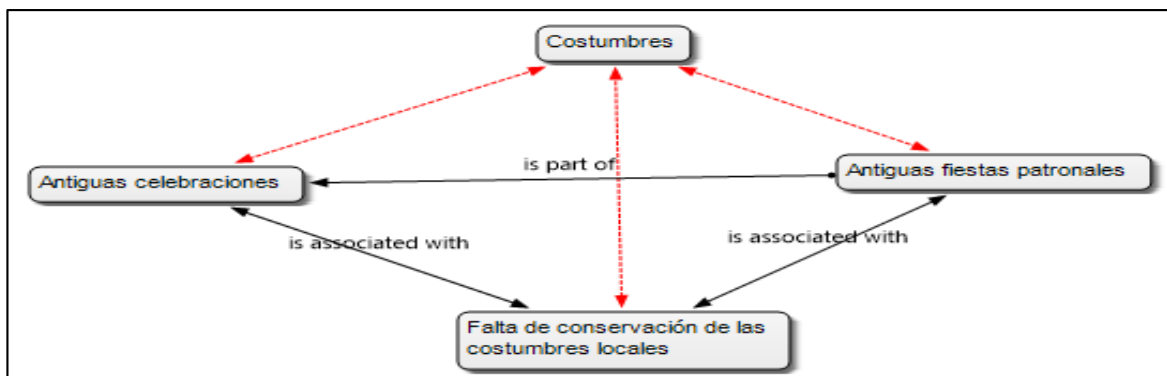 Costumbres
is part of
Antiguas celebraciones
Antiguas fiestas patronales
is associated with
is associated with
Falta de conservación de las
costumbres locales